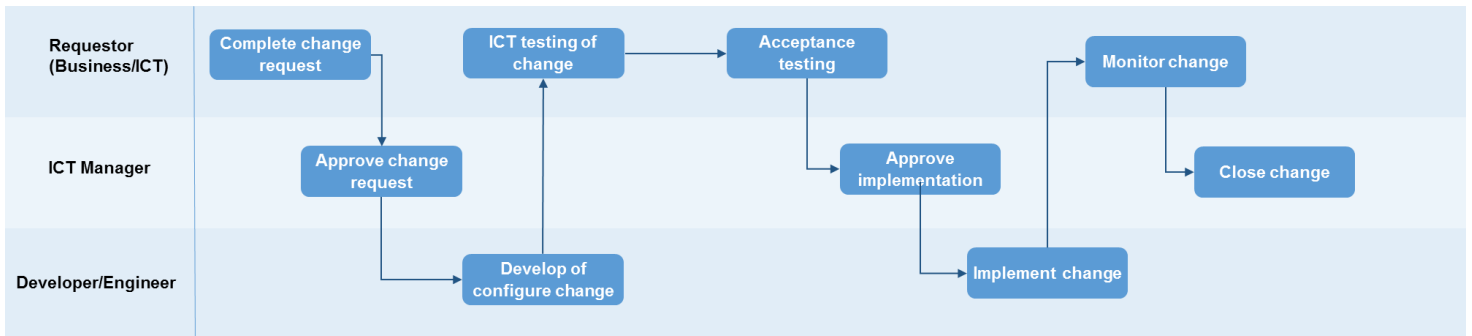 Requestor
(Business/ICT)
Complete change
request
ICT testing of
change
Acceptance
testing
Monitor change
ICT Manager
Approve change
request
Approve
implementation
Close change
Developer/Engineer
Develop of
configure change
Implement change